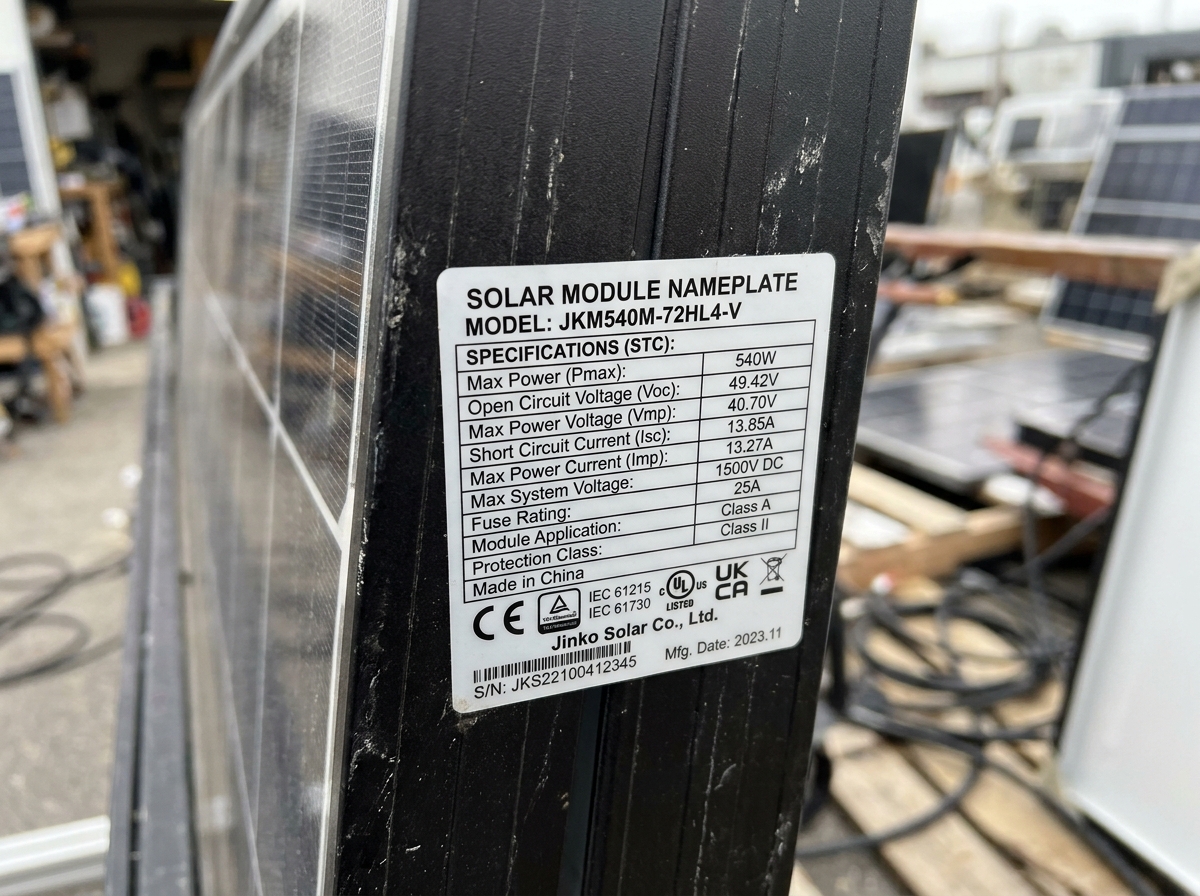 SOLAR MODULE NAMEPLATE
MODEL: JKM540M-72HL4-V
SPECIFICATIONS (STC):
Max Power (Pmax): 540W
Open Circuit Voltage (Voc): 49.42V
Max Power Voltage (Vmp): 40.70V
Short Circuit Current (Isc): 13.85A
Max Power Current (Imp): 13.27A
Max System Voltage: 1500V DC
Fuse Rating: 25A
Module Application: Class A
Protection Class: Class II
Made in China
CE
IEC 61215
IEC 61730
c UL US
LISTED
UK
CA
Jinko Solar Co., Ltd.
S/N: JKS22100412345
Mfg. Date: 2023.11